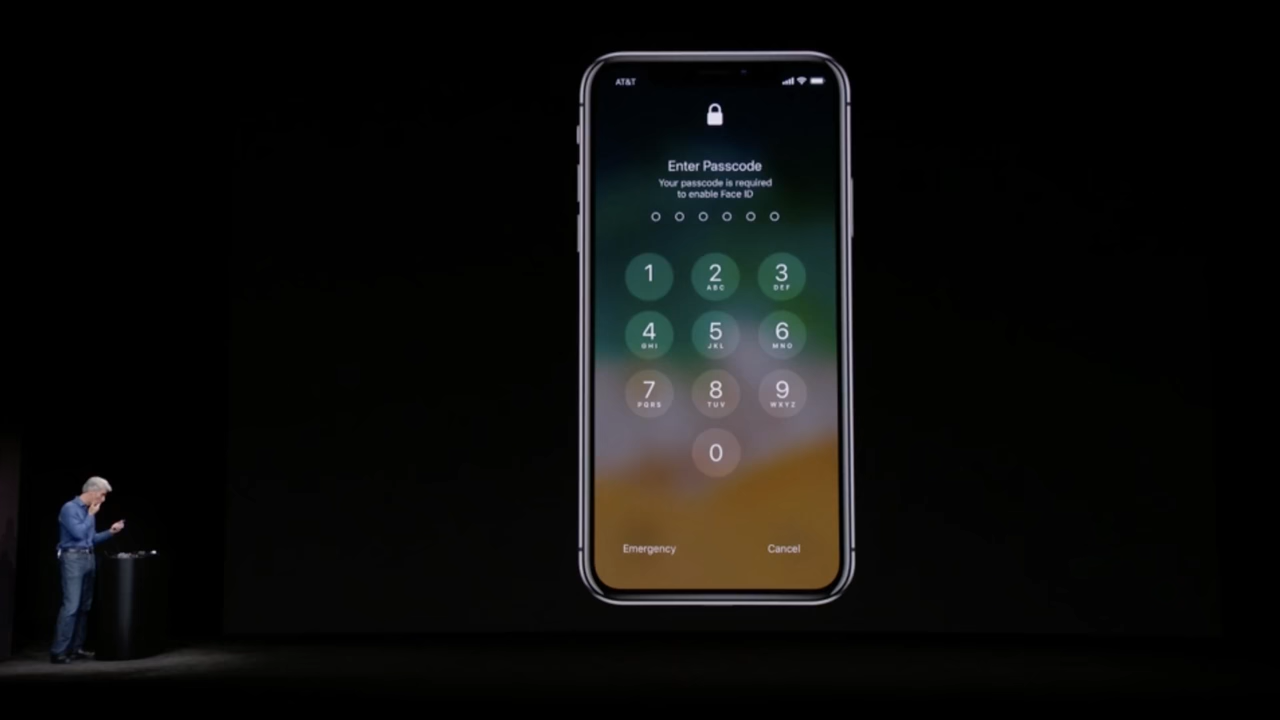 AT&T
Enter Passcode
Your passcode is required
to enable Face ID
1
2
ABC
3
DEF
4
GHI
5
JKL
6
MNO
7
PQRS
8
TUV
9
WXYZ
0
Emergency
Cancel